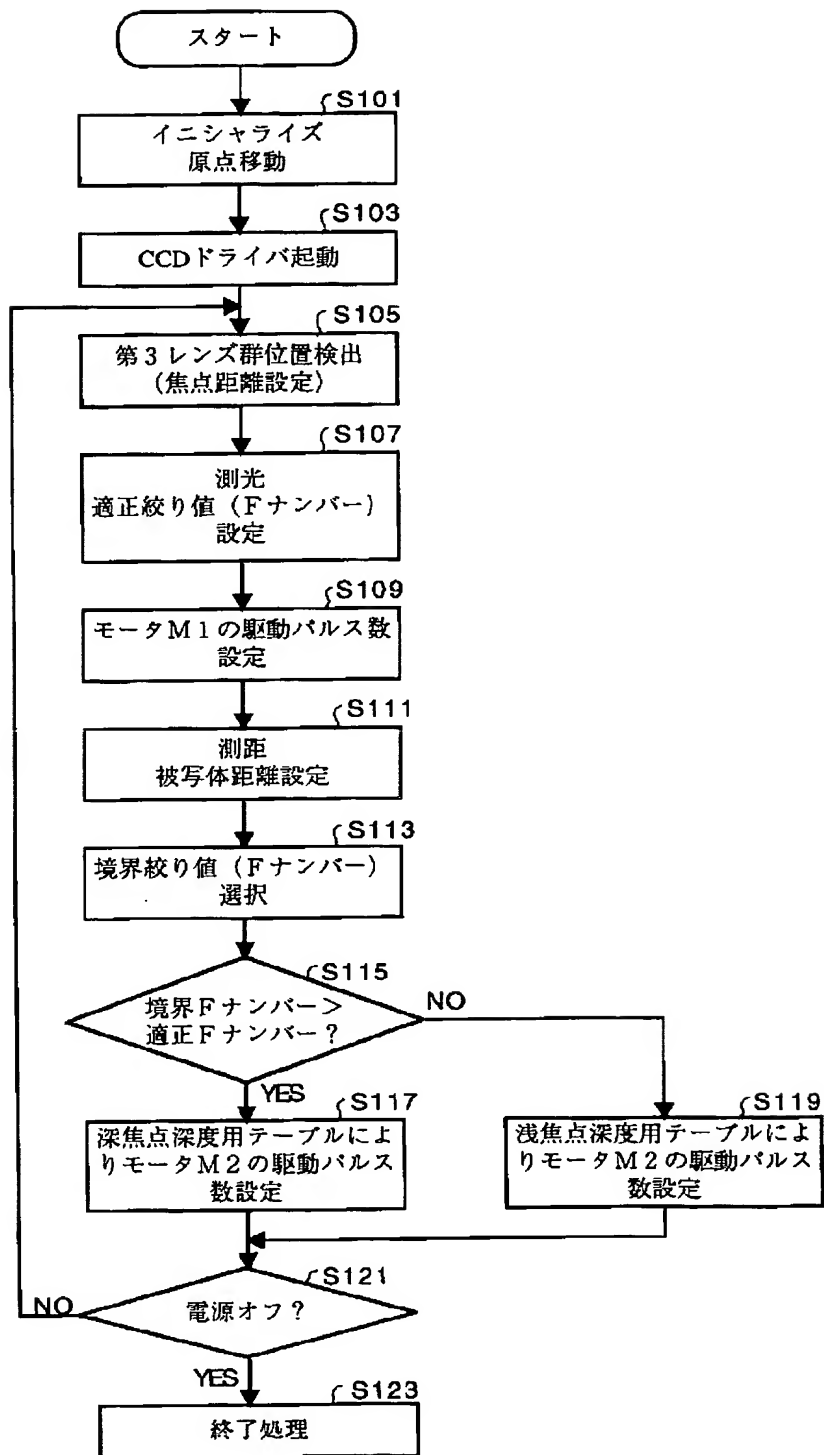 スタート
S101
イニシャライズ
原点移動
S103
CCDドライバ起動
S105
第3レンズ群位置検出
(焦点距離設定)
S107
測光
適正絞り値(Fナンバー)
設定
S109
モータM1の駆動パルス数
設定
S111
測距
被写体距離設定
S113
境界絞り値(Fナンバー)
選択
S115
境界Fナンバー>
適正Fナンバー?
NO
YES
S117
深焦点深度用テーブルによ
りモータM2の駆動パルス
数設定
S119
浅焦点深度用テーブルによ
りモータM2の駆動パルス
数設定
S121
電源オフ?
NO
YES
S123
終了処理